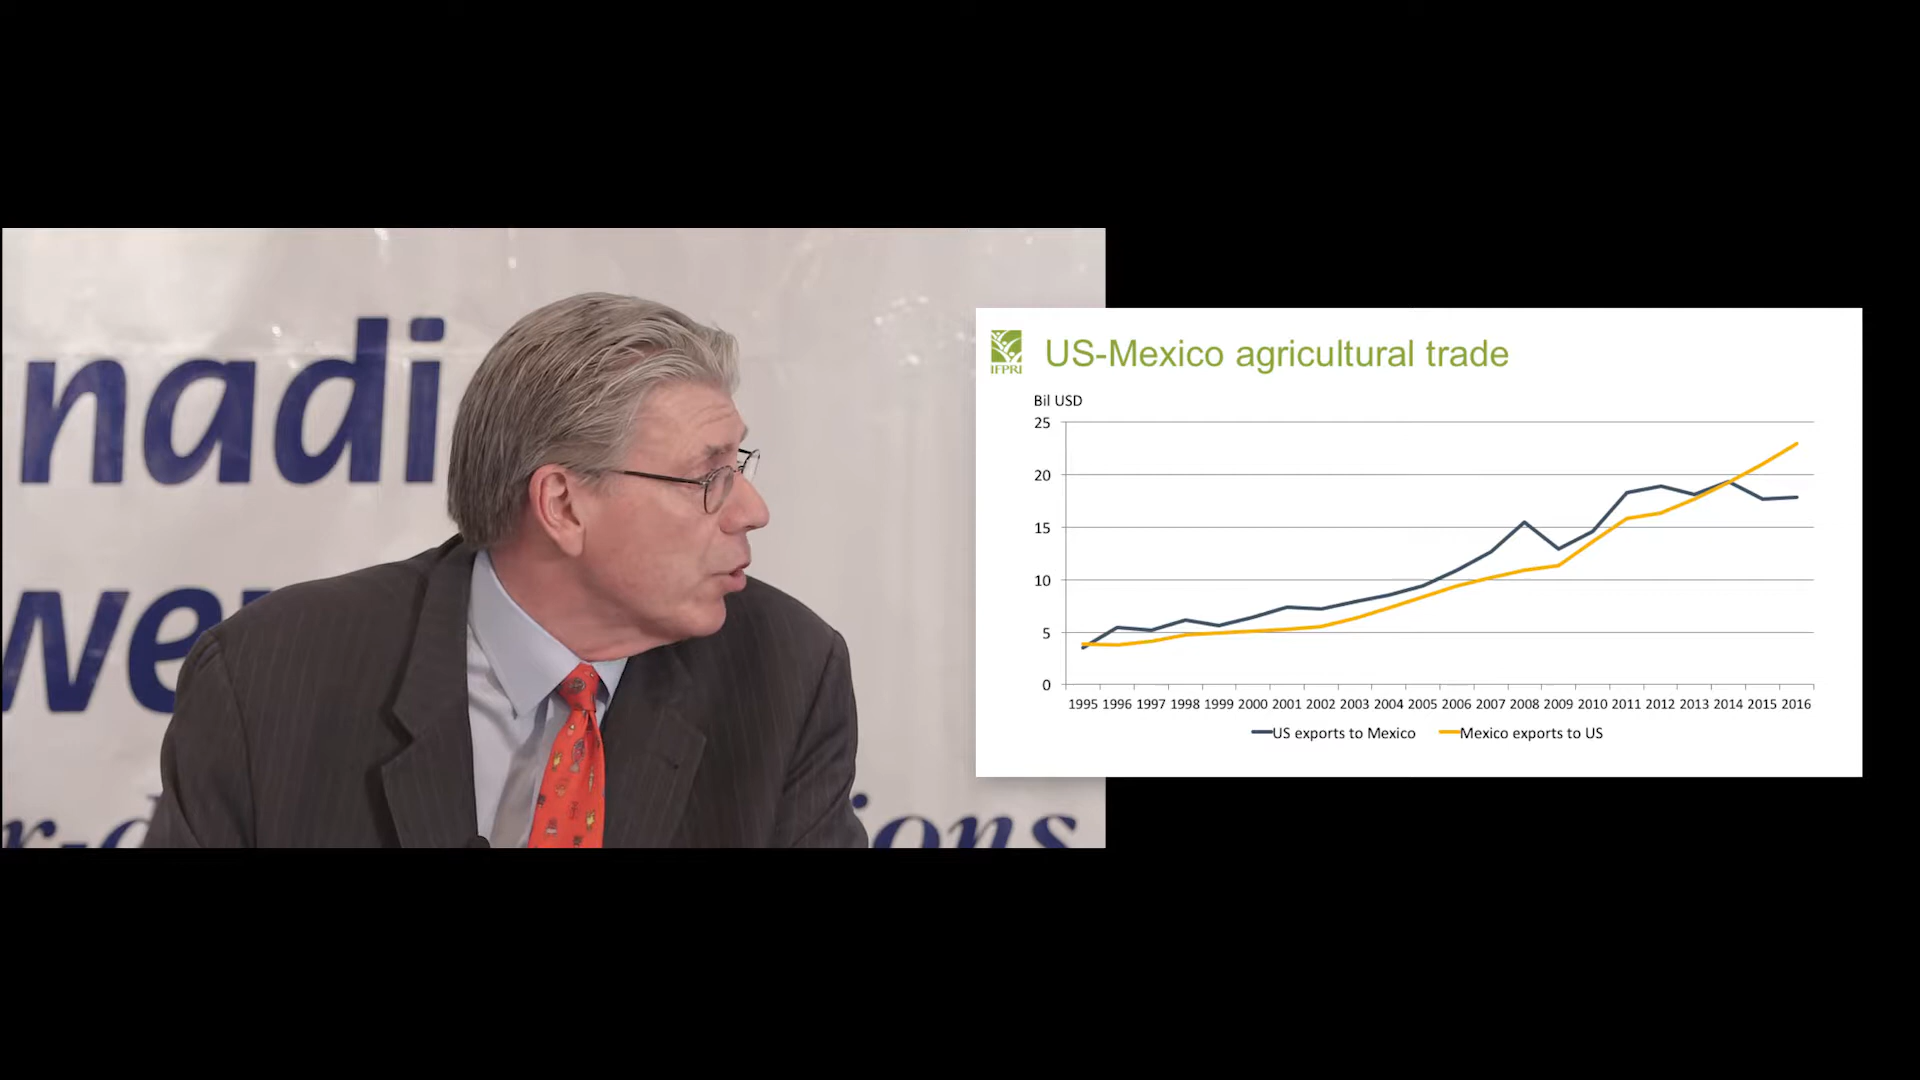 nadi
we
r-d
ions
IFPRI
US-Mexico agricultural trade
Bil USD
25
20
15
10
5
0
1995 1996 1997 1998 1999 2000 2001 2002 2003 2004 2005 2006 2007 2008 2009 2010 2011 2012 2013 2014 2015 2016
US exports to Mexico Mexico exports to US